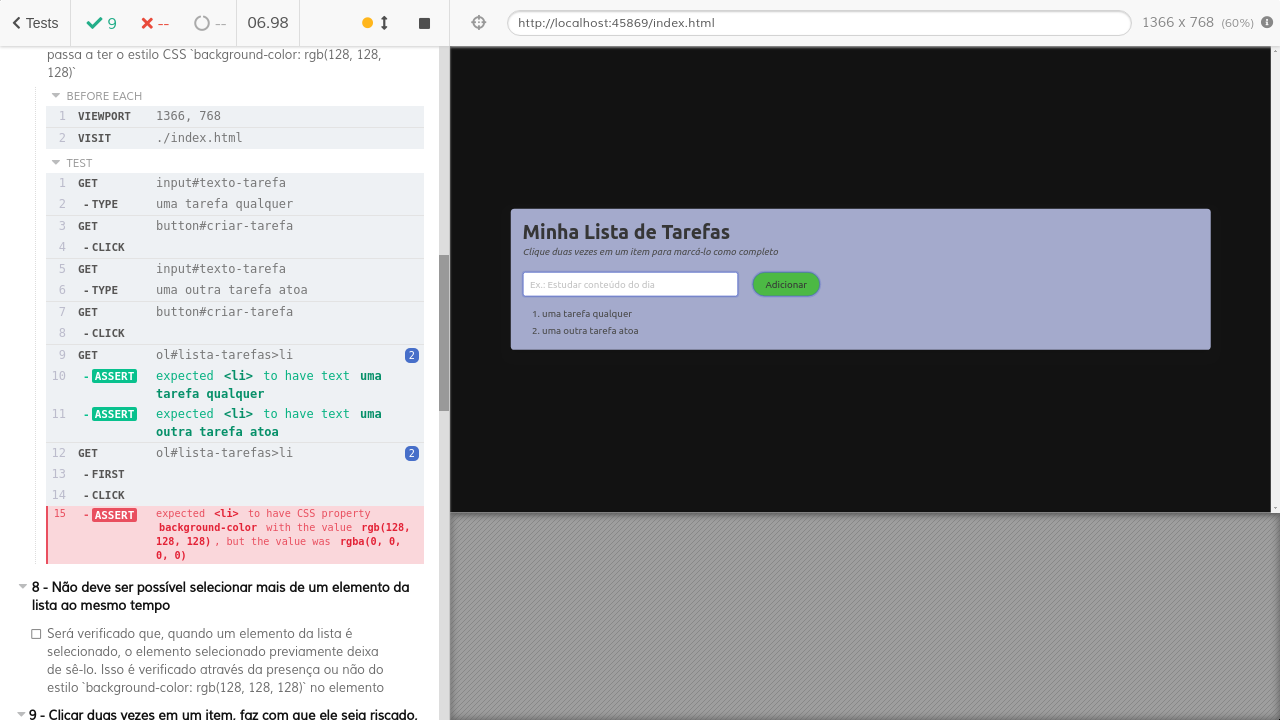 Tests 9 -- -- 06.98
http://localhost:45869/index.html 1366 x 768 (60%)
passa a ter o estilo CSS `background-color: rgb(128, 128,
128)`
BEFORE EACH
1 VIEWPORT 1366, 768
2 VISIT ./index.html
TEST
1 GET input#texto-tarefa
2 -TYPE uma tarefa qualquer
3 GET button#criar-tarefa
4 -CLICK
5 GET input#texto-tarefa
6 -TYPE uma outra tarefa atoa
7 GET button#criar-tarefa
8 -CLICK
9 GET ol#lista-tarefas>li 2
10 -ASSERT expected <li> to have text uma
tarefa qualquer
11 -ASSERT expected <li> to have text uma
outra tarefa atoa
12 GET ol#lista-tarefas>li 2
13 -FIRST
14 -CLICK
15 -ASSERT expected <li> to have CSS property
background-color with the value rgb(128,
128, 128), but the value was rgba(0, 0,
0, 0)
8 - Não deve ser possível selecionar mais de um elemento da
lista ao mesmo tempo
Será verificado que, quando um elemento da lista é
selecionado, o elemento selecionado previamente deixa
de sê-lo. Isso é verificado através da presença ou não do
estilo `background-color: rgb(128, 128, 128)` no elemento
9 - Clicar duas vezes em um item, faz com que ele seja riscado,
Minha Lista de Tarefas
Clique duas vezes em um item para marcá-lo como completo
Ex.: Estudar conteúdo do dia Adicionar
1. uma tarefa qualquer
2. uma outra tarefa atoa